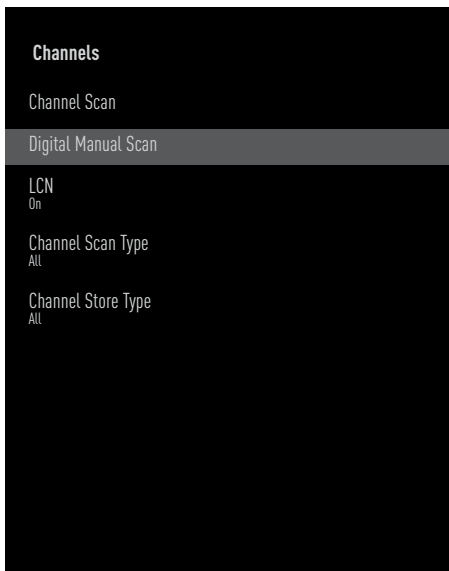 Channels
Channel Scan
Digital Manual Scan
LCN
On
Channel Scan Type
All
Channel Store Type
All